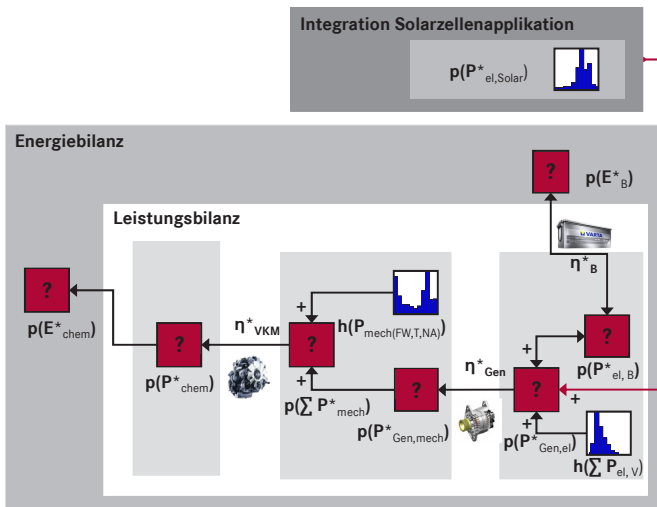 Integration Solarzellenapplikation
p(P*el,Solar)
Energiebilanz
?
p(E*B)
Leistungsbilanz
VARTA
η*B
?
p(E*chem)
+
h(Pmech(FW,T,NA))
η*VKM
?
p(P*chem)
?
+
p(∑ P*mech)
?
p(P*Gen,mech)
η*Gen
?
+
?
p(P*el, B)
+
+
p(P*Gen,el)
h(∑ Pel, V)